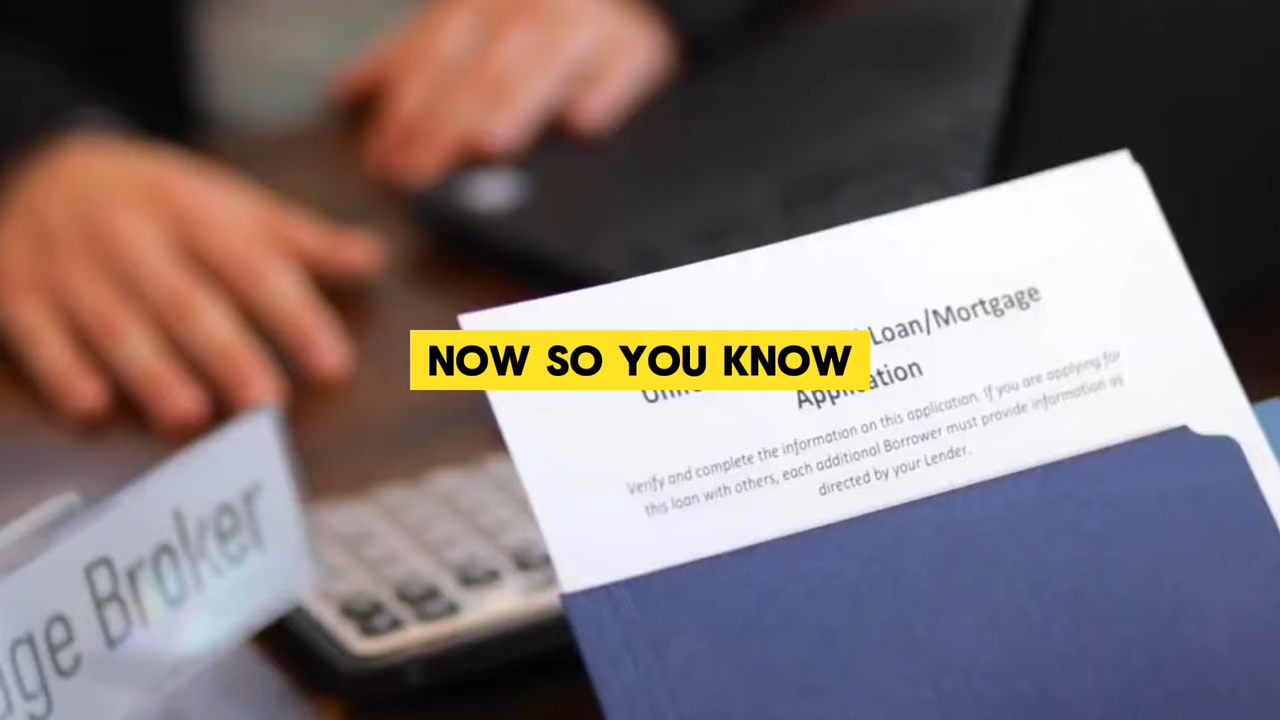 Loan/Mortgage
NOW SO YOU KNOW
Application
Verify and complete the information on this application. If you are applying for
this loan with others, each additional Borrower must provide information as
directed by your Lender.
Broker